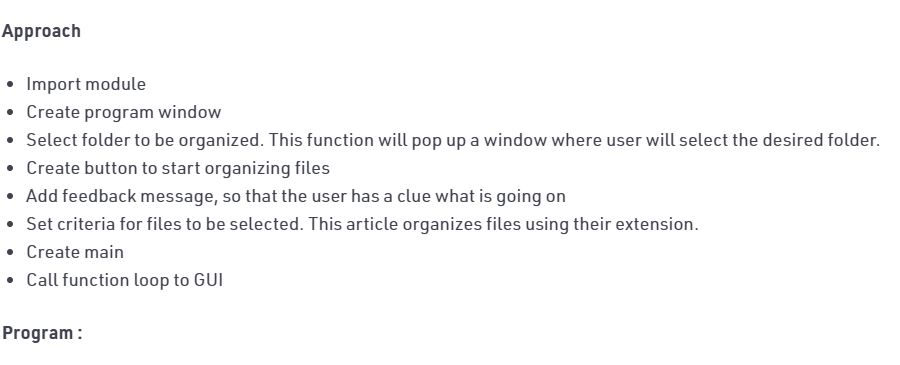 Approach
• Import module
• Create program window
• Select folder to be organized. This function will pop up a window where user will select the desired folder.
• Create button to start organizing files
• Add feedback message, so that the user has a clue what is going on
• Set criteria for files to be selected. This article organizes files using their extension.
• Create main
• Call function loop to GUI
Program :